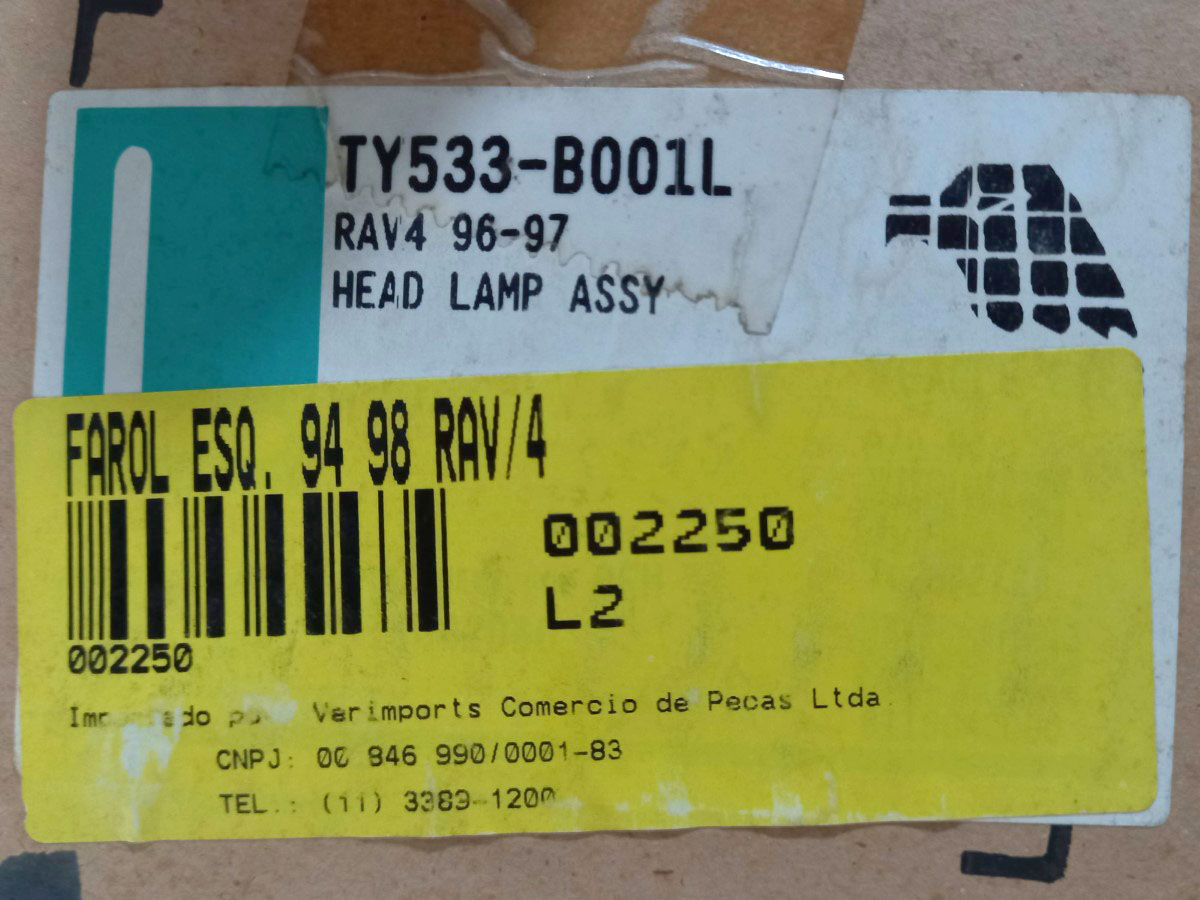 TY533-B001L
RAV4 96-97
HEAD LAMP ASSY
FAROL ESQ. 94 98 RAV/4
002250
L2
002250
Verimports Comercio de Pecas Ltda
CNPJ: 00 846 990/0001-83
TEL.: (11) 3383-1200